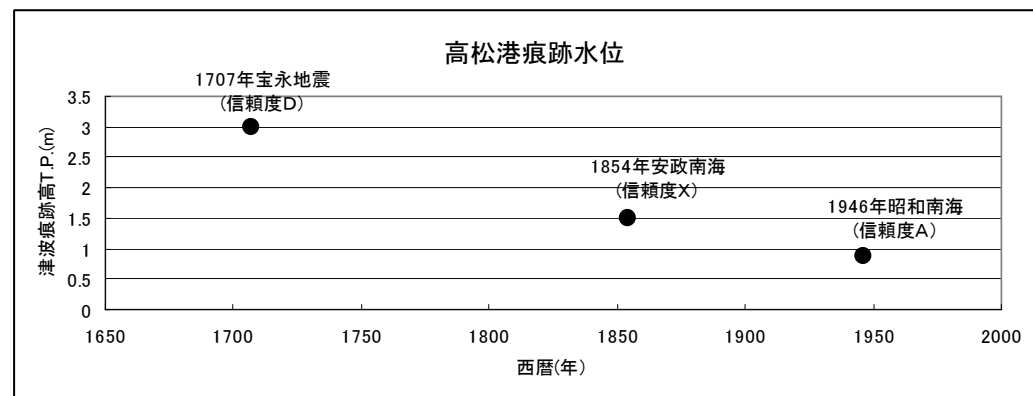 高松港痕跡水位
1707年宝永地震
(信頼度D)
1854年安政南海
(信頼度X)
1946年昭和南海
(信頼度A)
津波痕跡高T.P.(m)
3.5
3
2.5
2
1.5
1
0.5
0
1650 1700 1750 1800 1850 1900 1950 2000
西暦(年)